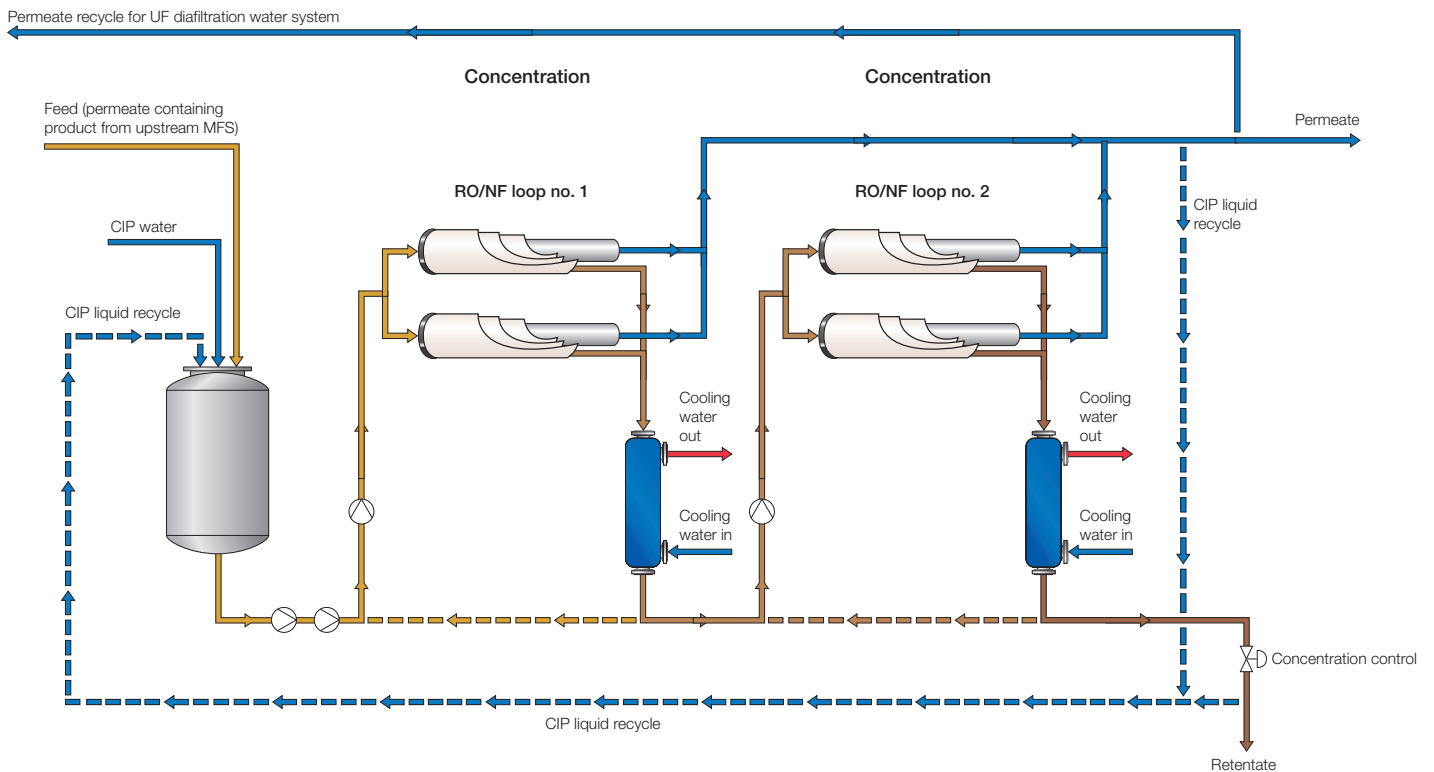 Permeate recycle for UF diafiltration water system
Concentration
Concentration
Feed (permeate containing
product from upstream MFS)
Permeate
RO/NF loop no. 1
RO/NF loop no. 2
CIP water
CIP liquid
recycle
CIP liquid recycle
Cooling
water
out
Cooling
water
out
Cooling
water in
Cooling
water in
Concentration control
CIP liquid recycle
Retentate